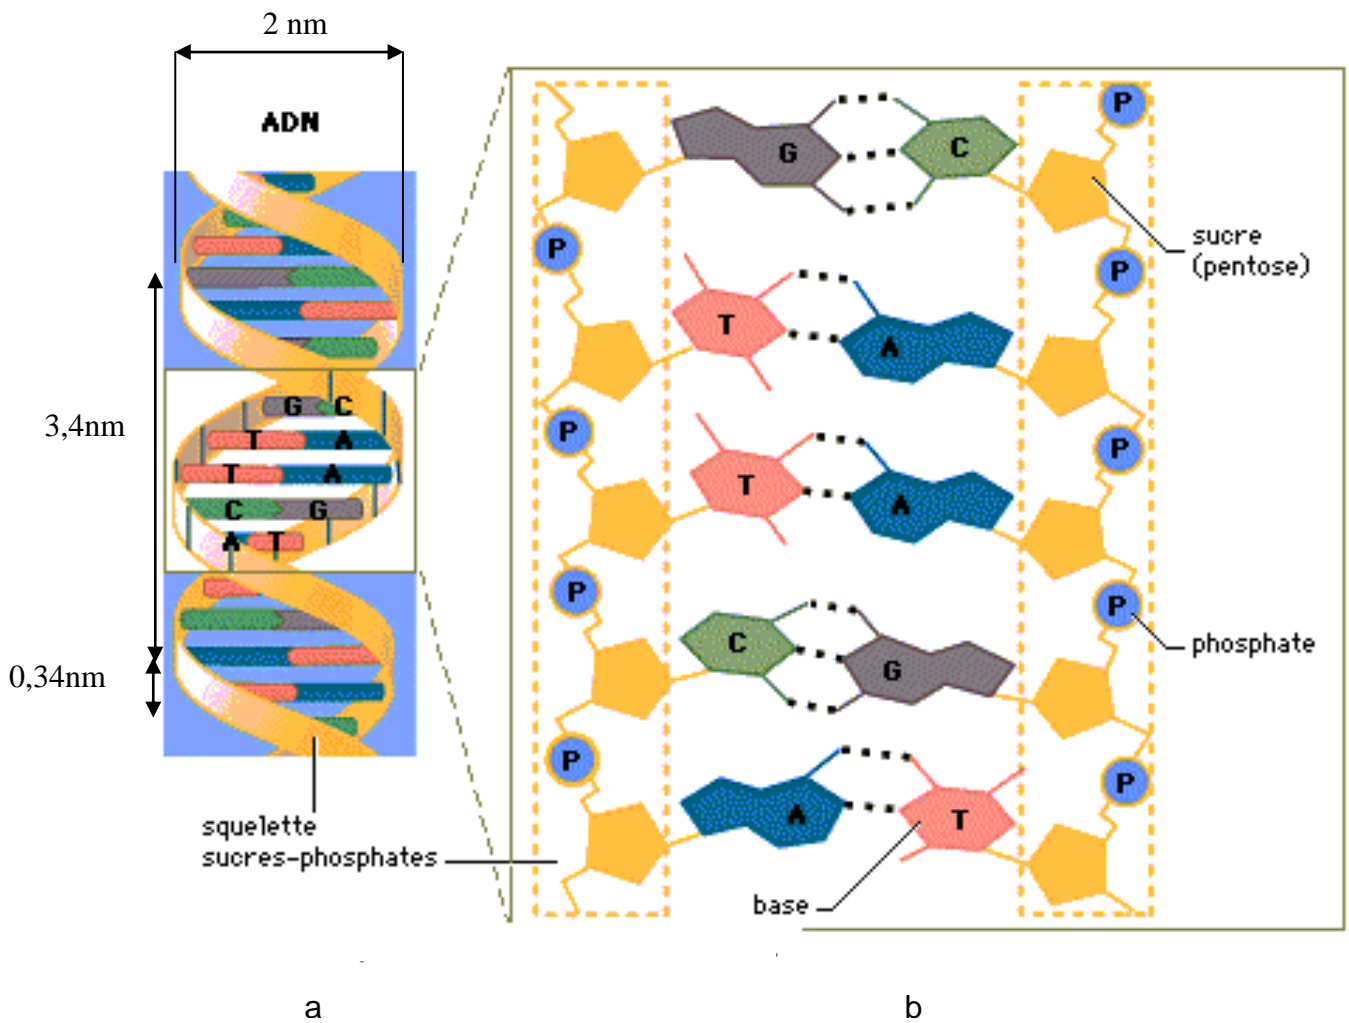 2 nm
ADN
3,4nm
0,34nm
G C
T A
T A
C G
A T
squelette
sucres-phosphates
P
G C
sucre
(pentose)
P P
T A
P P
T A
P P
phosphate
C G
P P
A T
base
a b